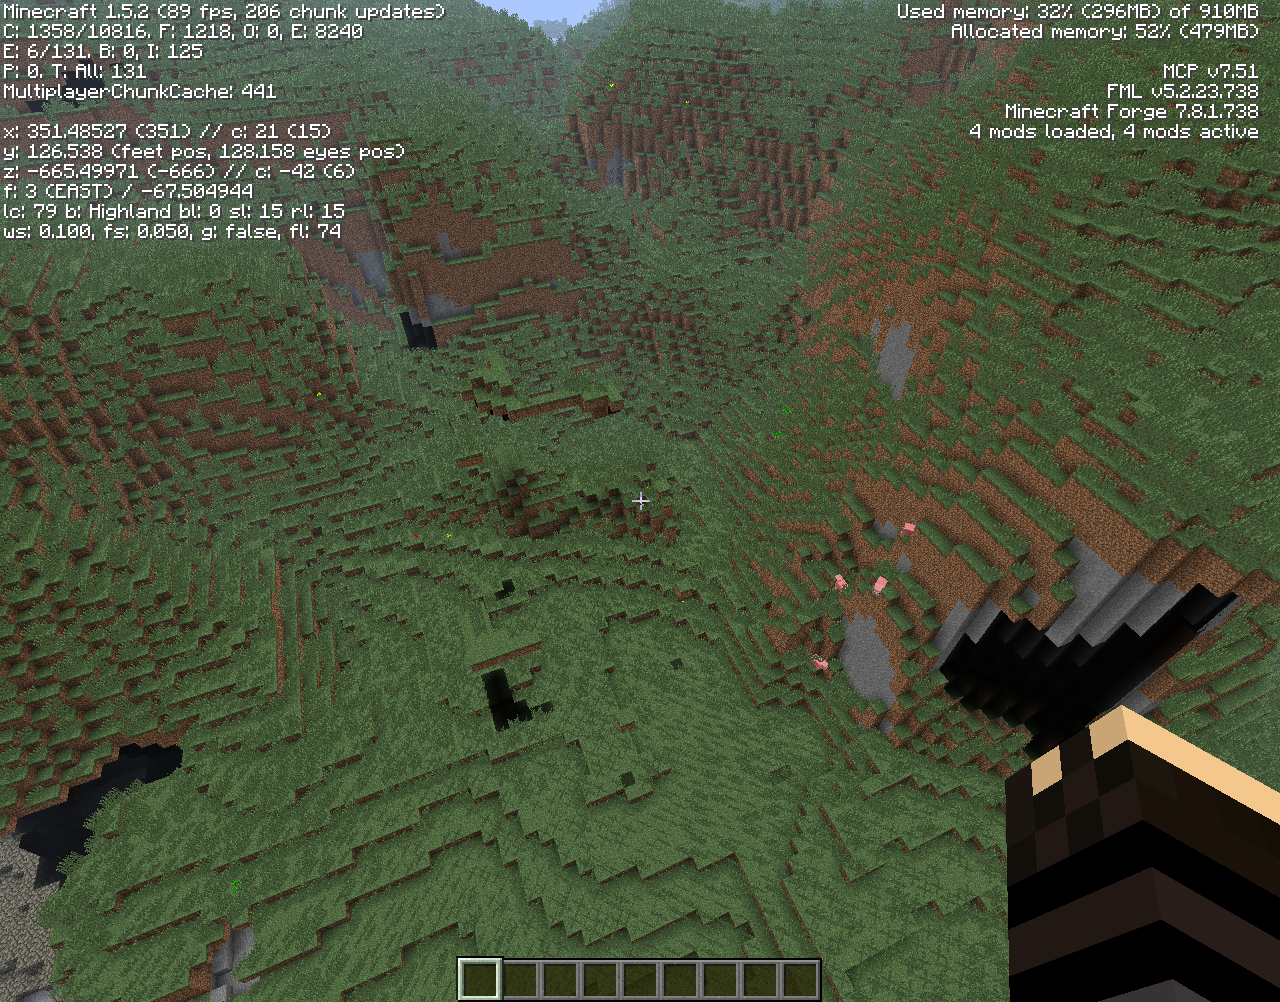 Minecraft 1.5.2 (89 fps, 206 chunk updates)
C: 1358/10816. F: 1218, O: 0, E: 8240
E: 6/131. B: 0, I: 125
P: 0. T: All: 131
MultiplayerChunkCache: 441
x: 351.48527 (351) // c: 21 (15)
y: 126.538 (feet pos, 128.158 eyes pos)
z: -665.49971 (-666) // c: -42 (6)
f: 3 (EAST) / -67.504944
lc: 79 b: Highland bl: 0 sl: 15 rl: 15
ws: 0.100, fs: 0.050, g: false, fl: 74
Used memory: 32% (296MB) of 910MB
Allocated memory: 52% (479MB)
MCP v7.51
FML v5.2.23.738
Minecraft Forge 7.8.1.738
4 mods loaded, 4 mods active